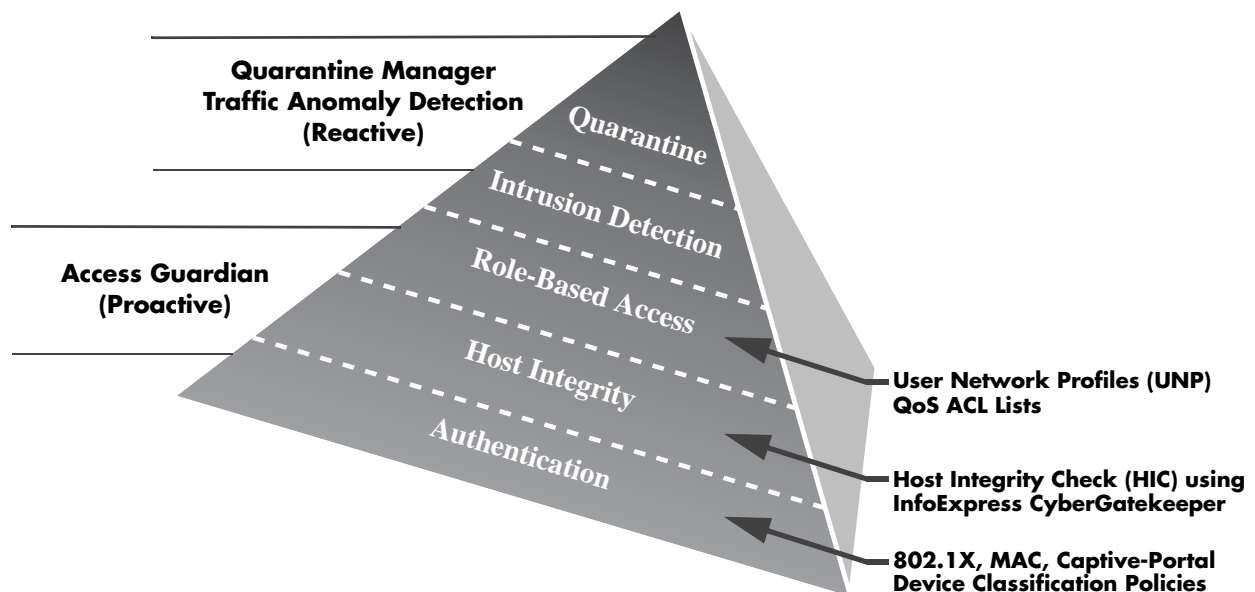 Quarantine Manager
Traffic Anomaly Detection
(Reactive)
Access Guardian
(Proactive)
Quarantine
Intrusion Detection
Role-Based Access
Host Integrity
Authentication
User Network Profiles (UNP)
QoS ACL Lists
Host Integrity Check (HIC) using
InfoExpress CyberGatekeeper
802.1X, MAC, Captive-Portal
Device Classification Policies